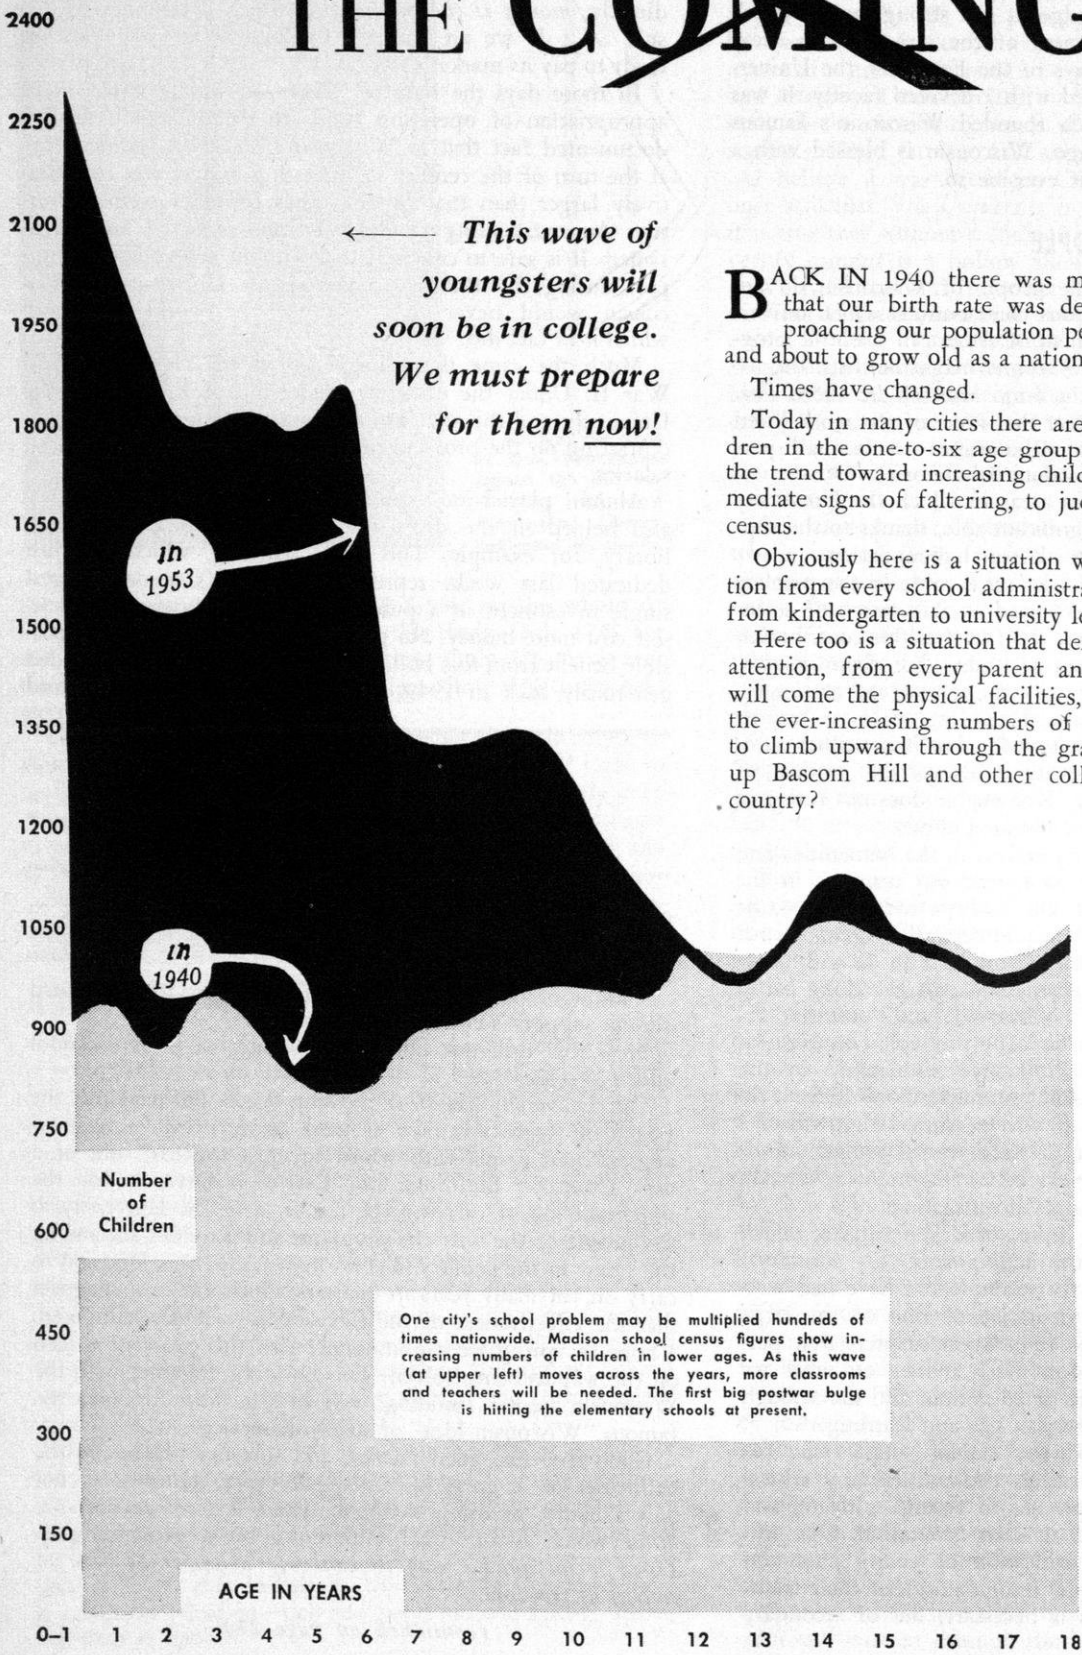 THE COMING
2400
2250
2100
1950
1800
1650
1500
1350
1200
1050
900
750
600
450
300
150
This wave of
youngsters will
soon be in college.
We must prepare
for them now!
BACK IN 1940 there was m
that our birth rate was de
proaching our population pe
and about to grow old as a nation
Times have changed.
Today in many cities there are
dren in the one-to-six age group
the trend toward increasing child
mediate signs of faltering, to jud
census.
Obviously here is a situation w
tion from every school administra
from kindergarten to university le
Here too is a situation that de
attention, from every parent an
will come the physical facilities,
the ever-increasing numbers of
to climb upward through the gra
up Bascom Hill and other coll
country?
in
1953
in
1940
Number
of
Children
One city's school problem may be multiplied hundreds of
times nationwide. Madison school census figures show in-
creasing numbers of children in lower ages. As this wave
(at upper left) moves across the years, more classrooms
and teachers will be needed. The first big postwar bulge
is hitting the elementary schools at present.
AGE IN YEARS
0–1 1 2 3 4 5 6 7 8 9 10 11 12 13 14 15 16 17 18